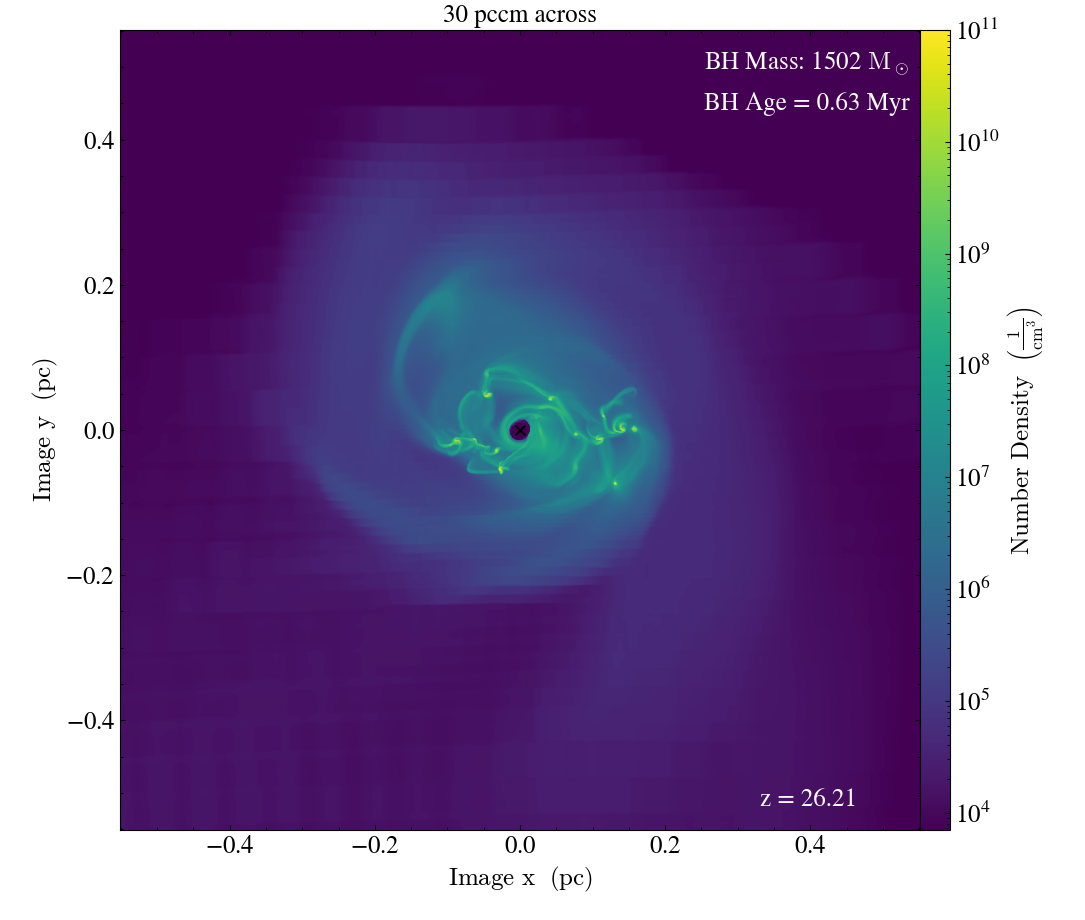 30 pccm across
BH Mass: 1502 M☉
BH Age = 0.63 Myr
z = 26.21
0.4
0.2
0.0
−0.2
−0.4
Image y (pc)
−0.4
−0.2
0.0
0.2
0.4
Image x (pc)
10¹¹
10¹⁰
10⁹
10⁸
10⁷
10⁶
10⁵
10⁴
Number Density (1/cm³)